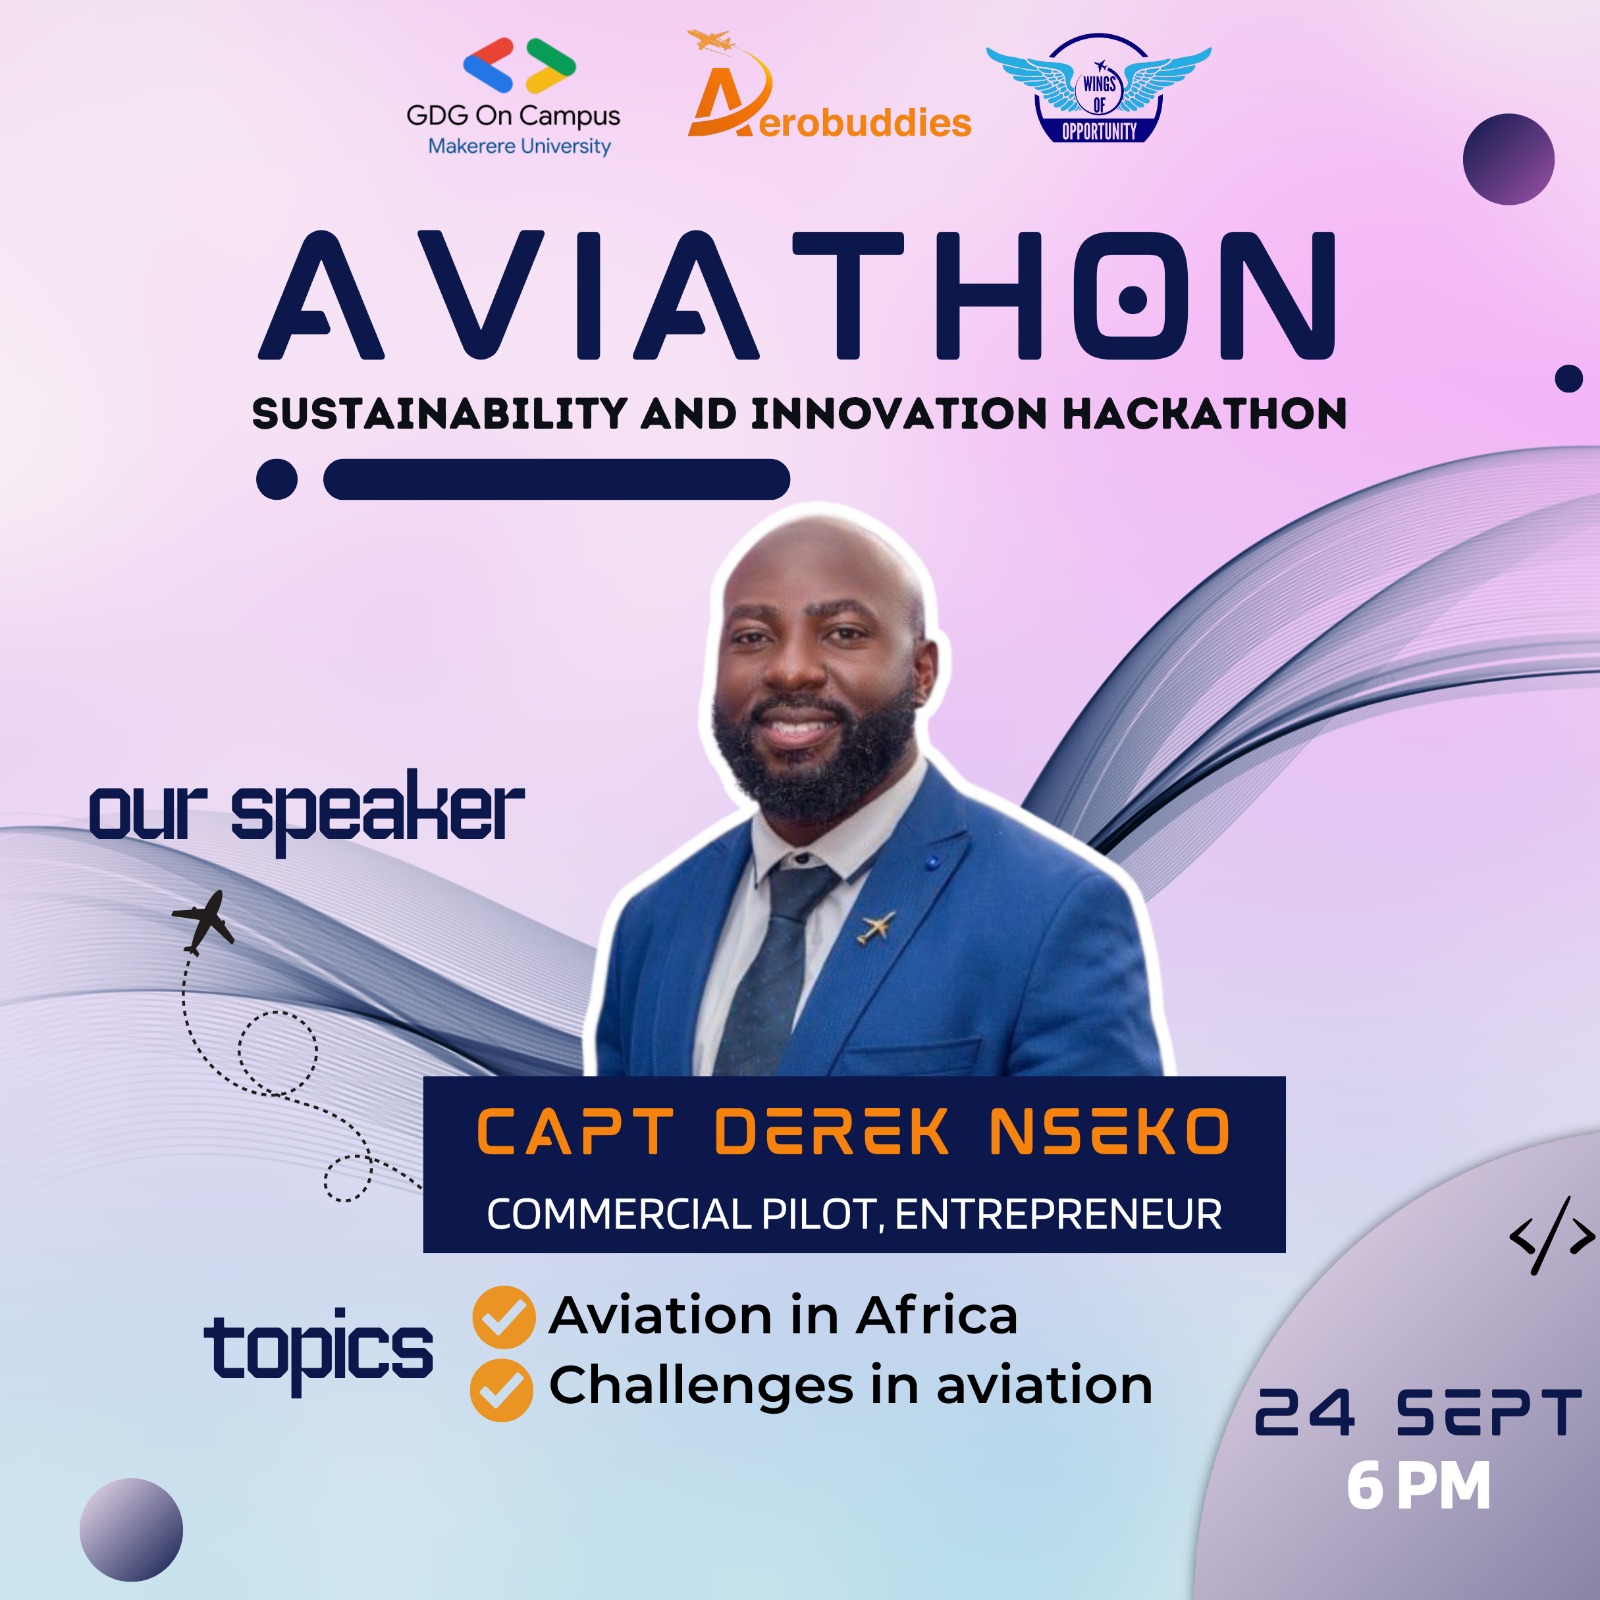 GDG On Campus
Makerere University
Aerobuddies
WINGS
OF
OPPORTUNITY
AVIATHON
SUSTAINABILITY AND INNOVATION HACKATHON
our speaker
CAPT DEREK NSEKO
COMMERCIAL PILOT, ENTREPRENEUR
topics
Aviation in Africa
Challenges in aviation
</>
24 SEPT
6 PM